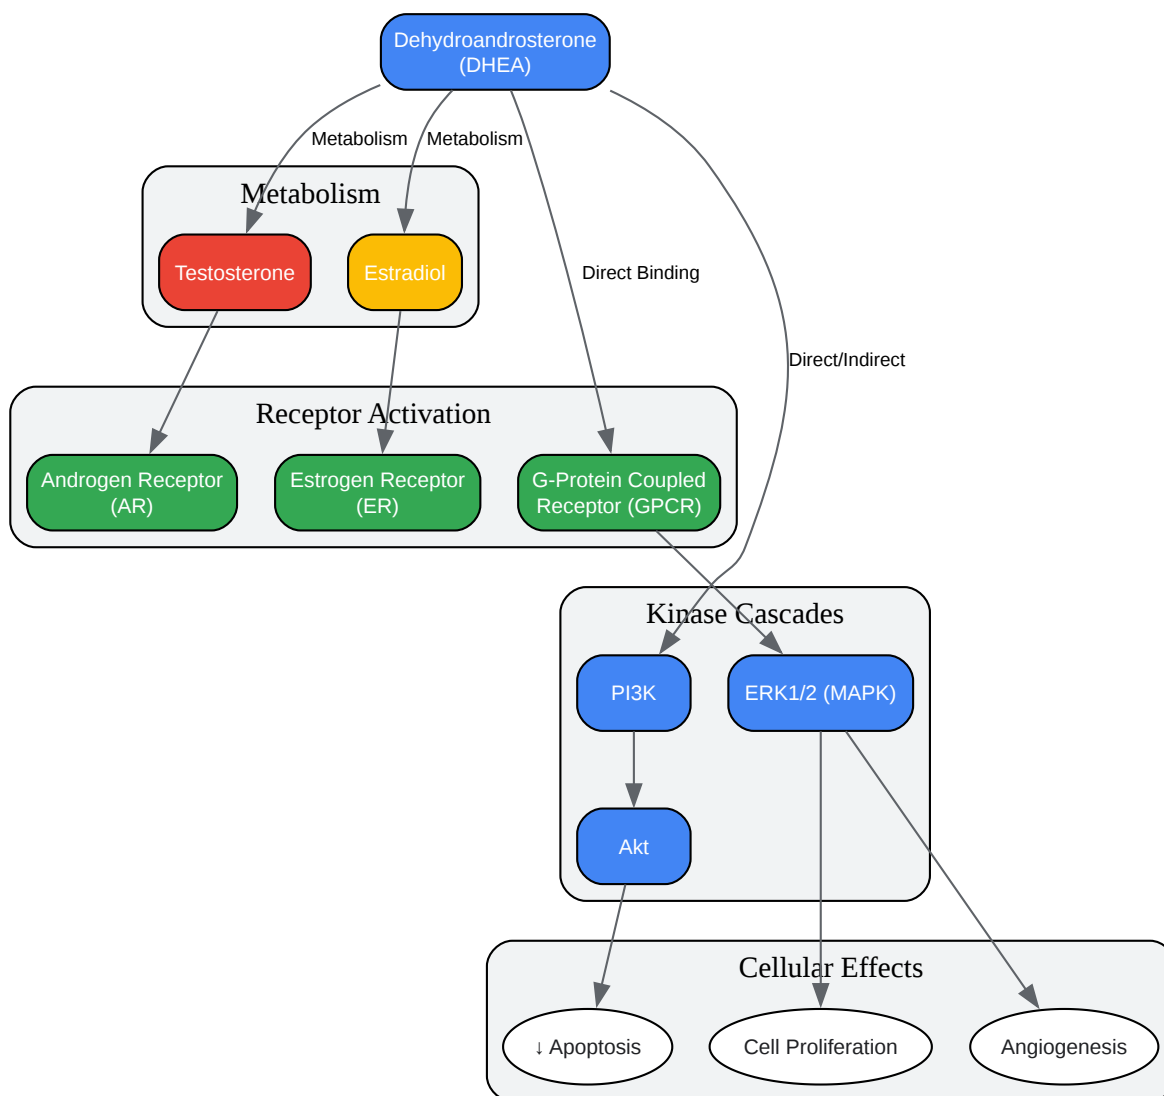 Dehydroandrosterone
(DHEA)
Metabolism
Metabolism
Metabolism
Testosterone
Estradiol
Direct Binding
Direct/Indirect
Receptor Activation
Androgen Receptor
(AR)
Estrogen Receptor
(ER)
G-Protein Coupled
Receptor (GPCR)
Kinase Cascades
PI3K
ERK1/2 (MAPK)
Akt
Cellular Effects
↓ Apoptosis
Cell Proliferation
Angiogenesis